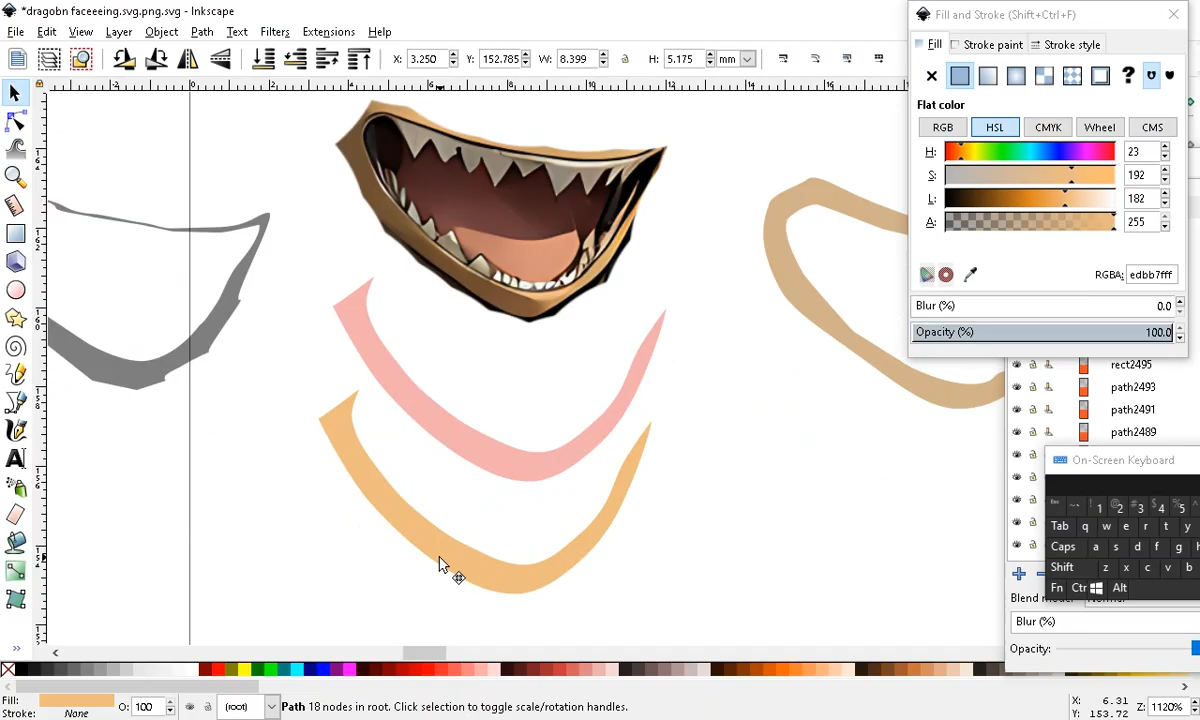 *dragobn faceeeing.svg.png.svg - Inkscape
File Edit View Layer Object Path Text Filters Extensions Help
X: 3.250 Y: 152.785 W: 8.399 H: 5.175 mm
Fill and Stroke (Shift+Ctrl+F)
Fill Stroke paint Stroke style
Flat color
RGB HSL CMYK Wheel CMS
H: 23
S: 192
L: 182
A: 255
RGBA: edbb7fff
Blur (%) 0.0
Opacity (%) 100.0
rect2495
path2493
path2491
path2489
On-Screen Keyboard
Tab q w e r t y
Caps a s d f g h
Shift z x c v b
Fn Ctr Alt
Blur (%)
Opacity:
Fill:
Stroke: None
O: 100
(root)
Path 18 nodes in root. Click selection to toggle scale/rotation handles.
X: 6.31
Y: 153.72
Z: 1120%